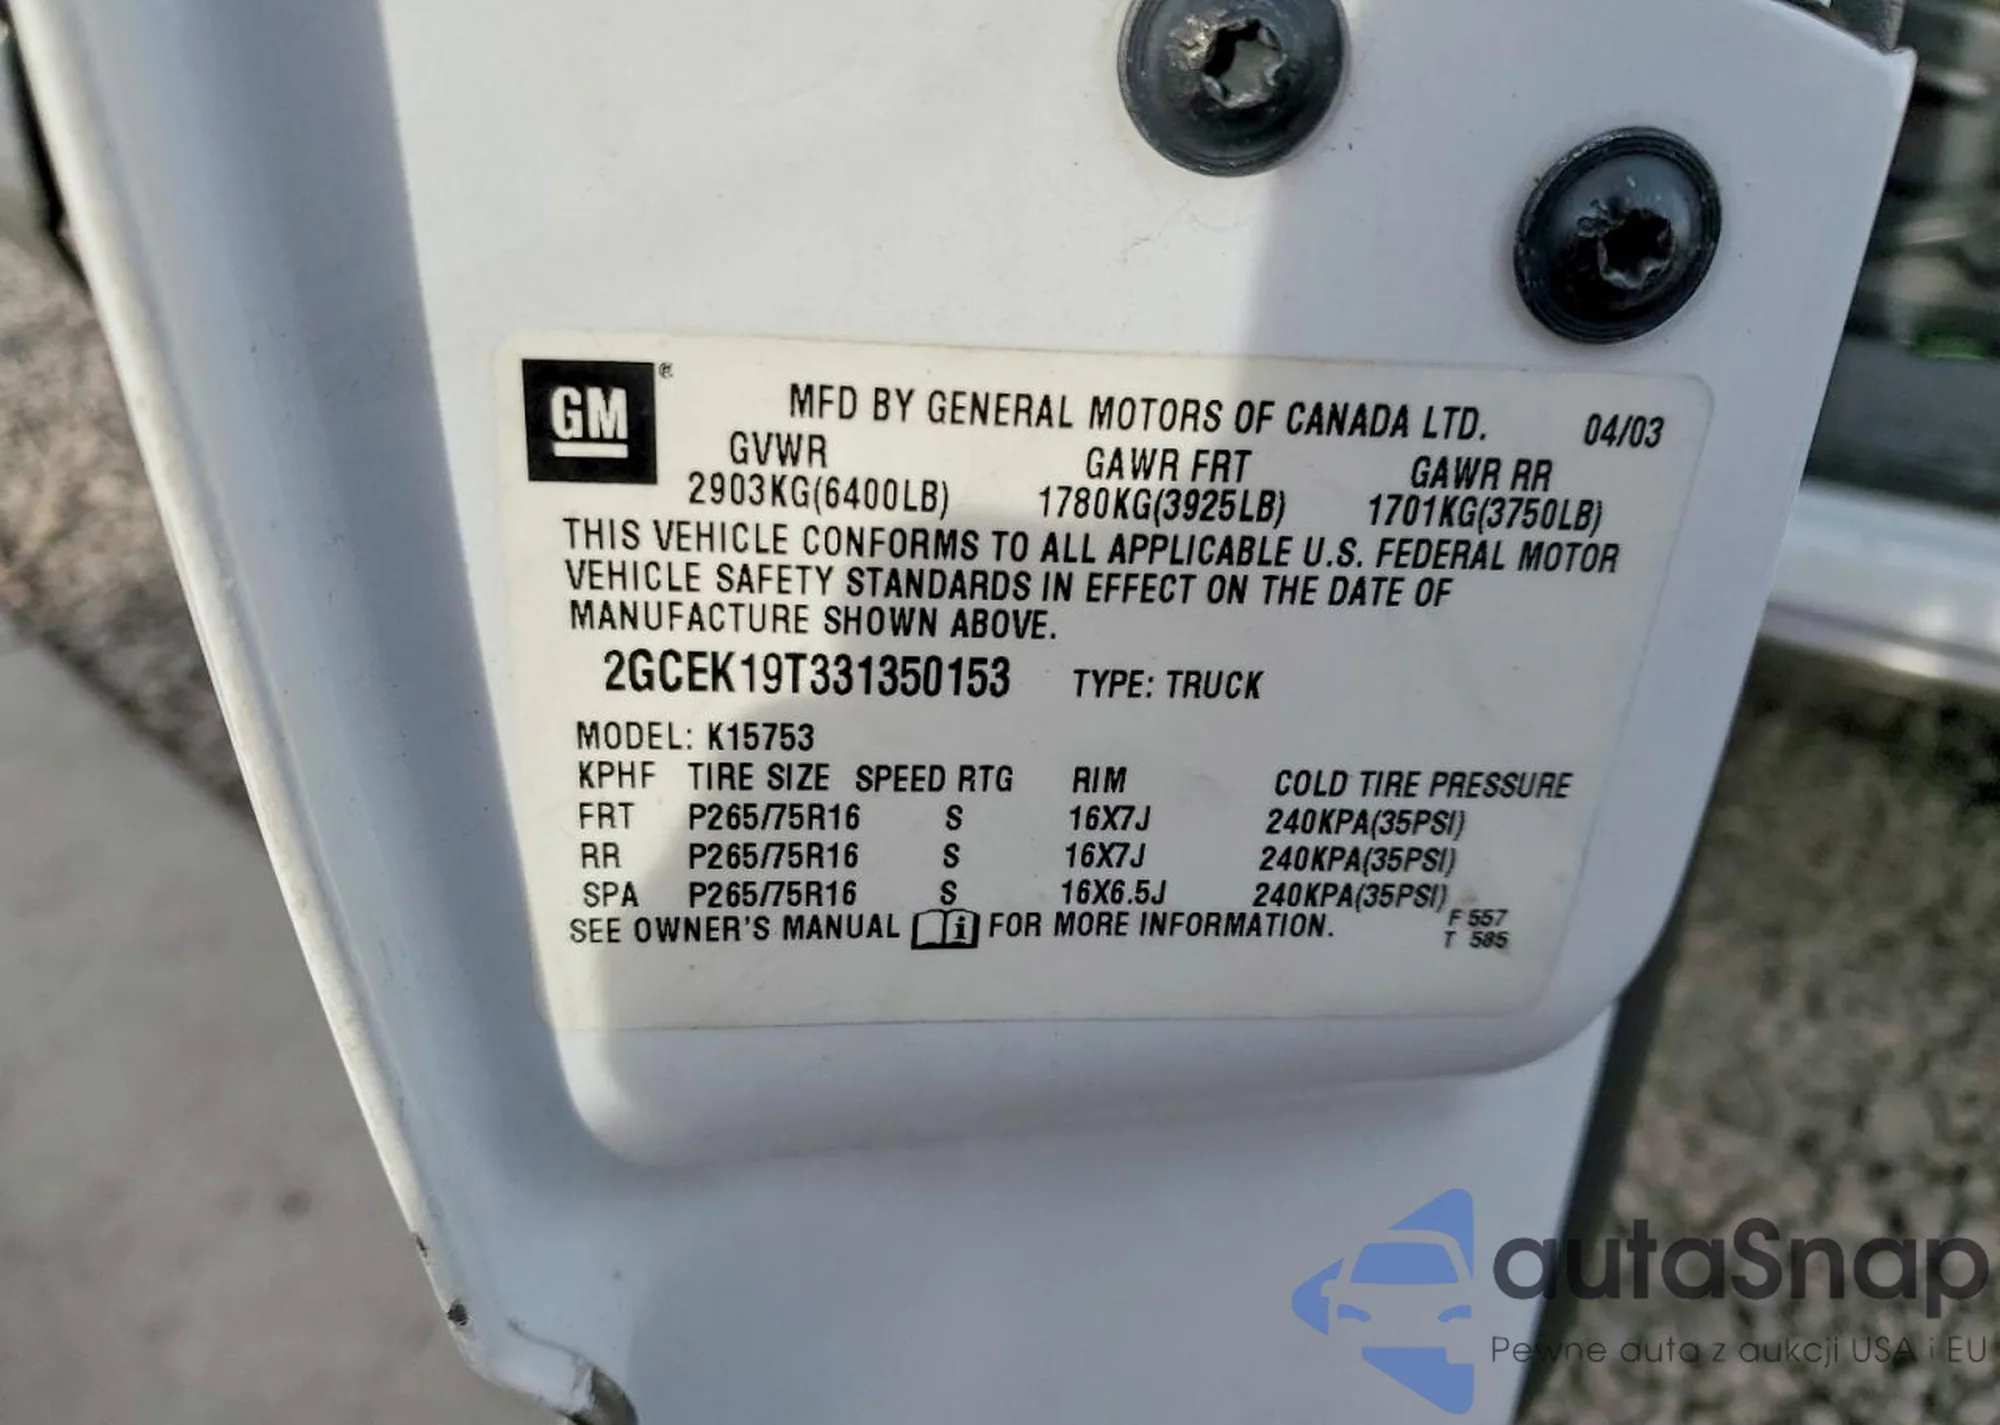 GM®
MFD BY GENERAL MOTORS OF CANADA LTD. 04/03
GVWR GAWR FRT GAWR RR
2903KG(6400LB) 1780KG(3925LB) 1701KG(3750LB)
THIS VEHICLE CONFORMS TO ALL APPLICABLE U.S. FEDERAL MOTOR
VEHICLE SAFETY STANDARDS IN EFFECT ON THE DATE OF
MANUFACTURE SHOWN ABOVE.
2GCEK19T331350153 TYPE: TRUCK
MODEL: K15753
KPHF TIRE SIZE SPEED RTG RIM COLD TIRE PRESSURE
FRT P265/75R16 S 16X7J 240KPA(35PSI)
RR P265/75R16 S 16X7J 240KPA(35PSI)
SPA P265/75R16 S 16X6.5J 240KPA(35PSI)
SEE OWNER'S MANUAL i FOR MORE INFORMATION.
F 557
T 585
autaSnap
Pewne auta z aukcji USA i EU